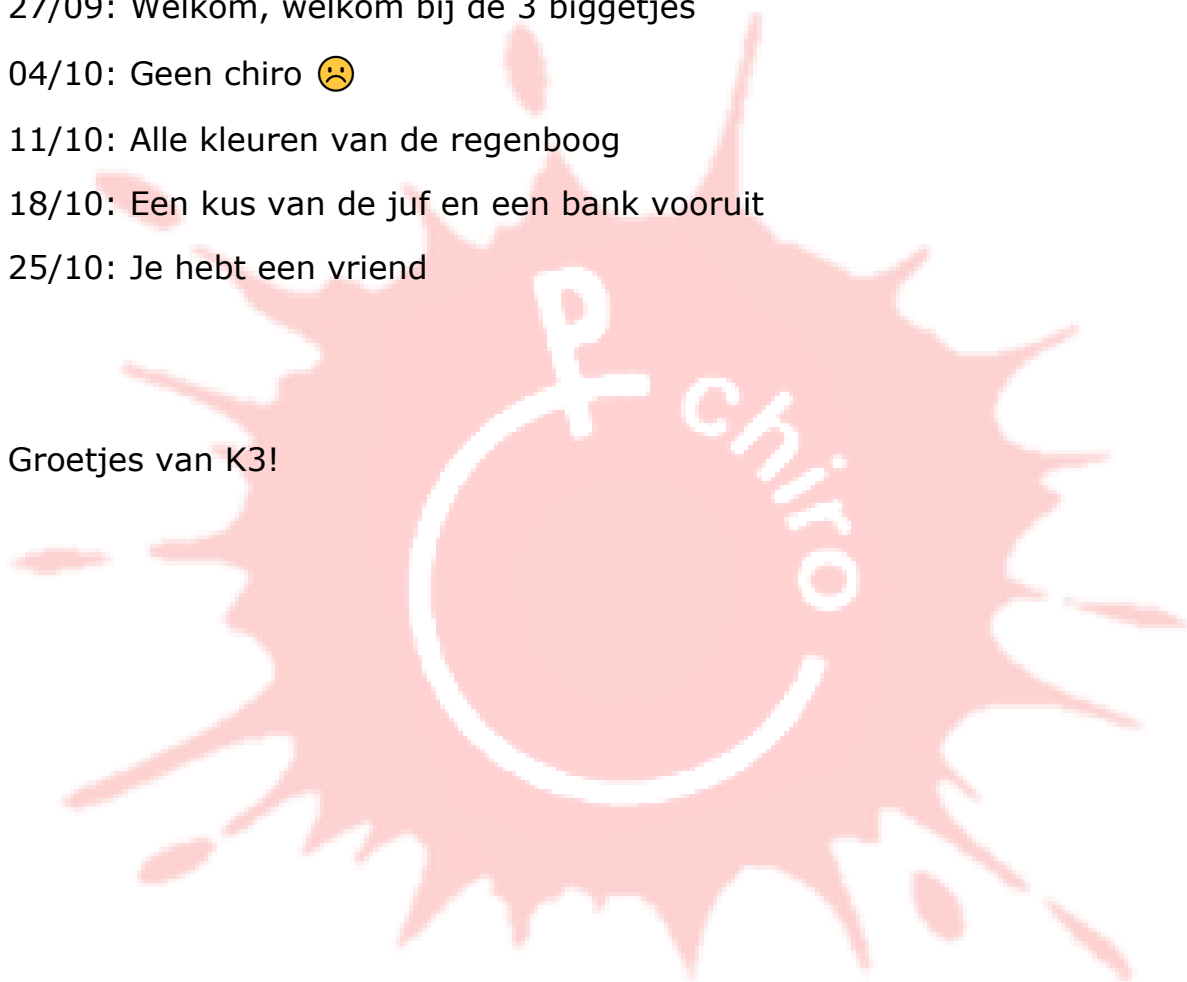 27/09: Welkom, welkom bij de 3 biggetjes
04/10: Geen chiro ☹
11/10: Alle kleuren van de regenboog
18/10: Een kus van de juf en een bank vooruit
25/10: Je hebt een vriend
Groetjes van K3!
chiro